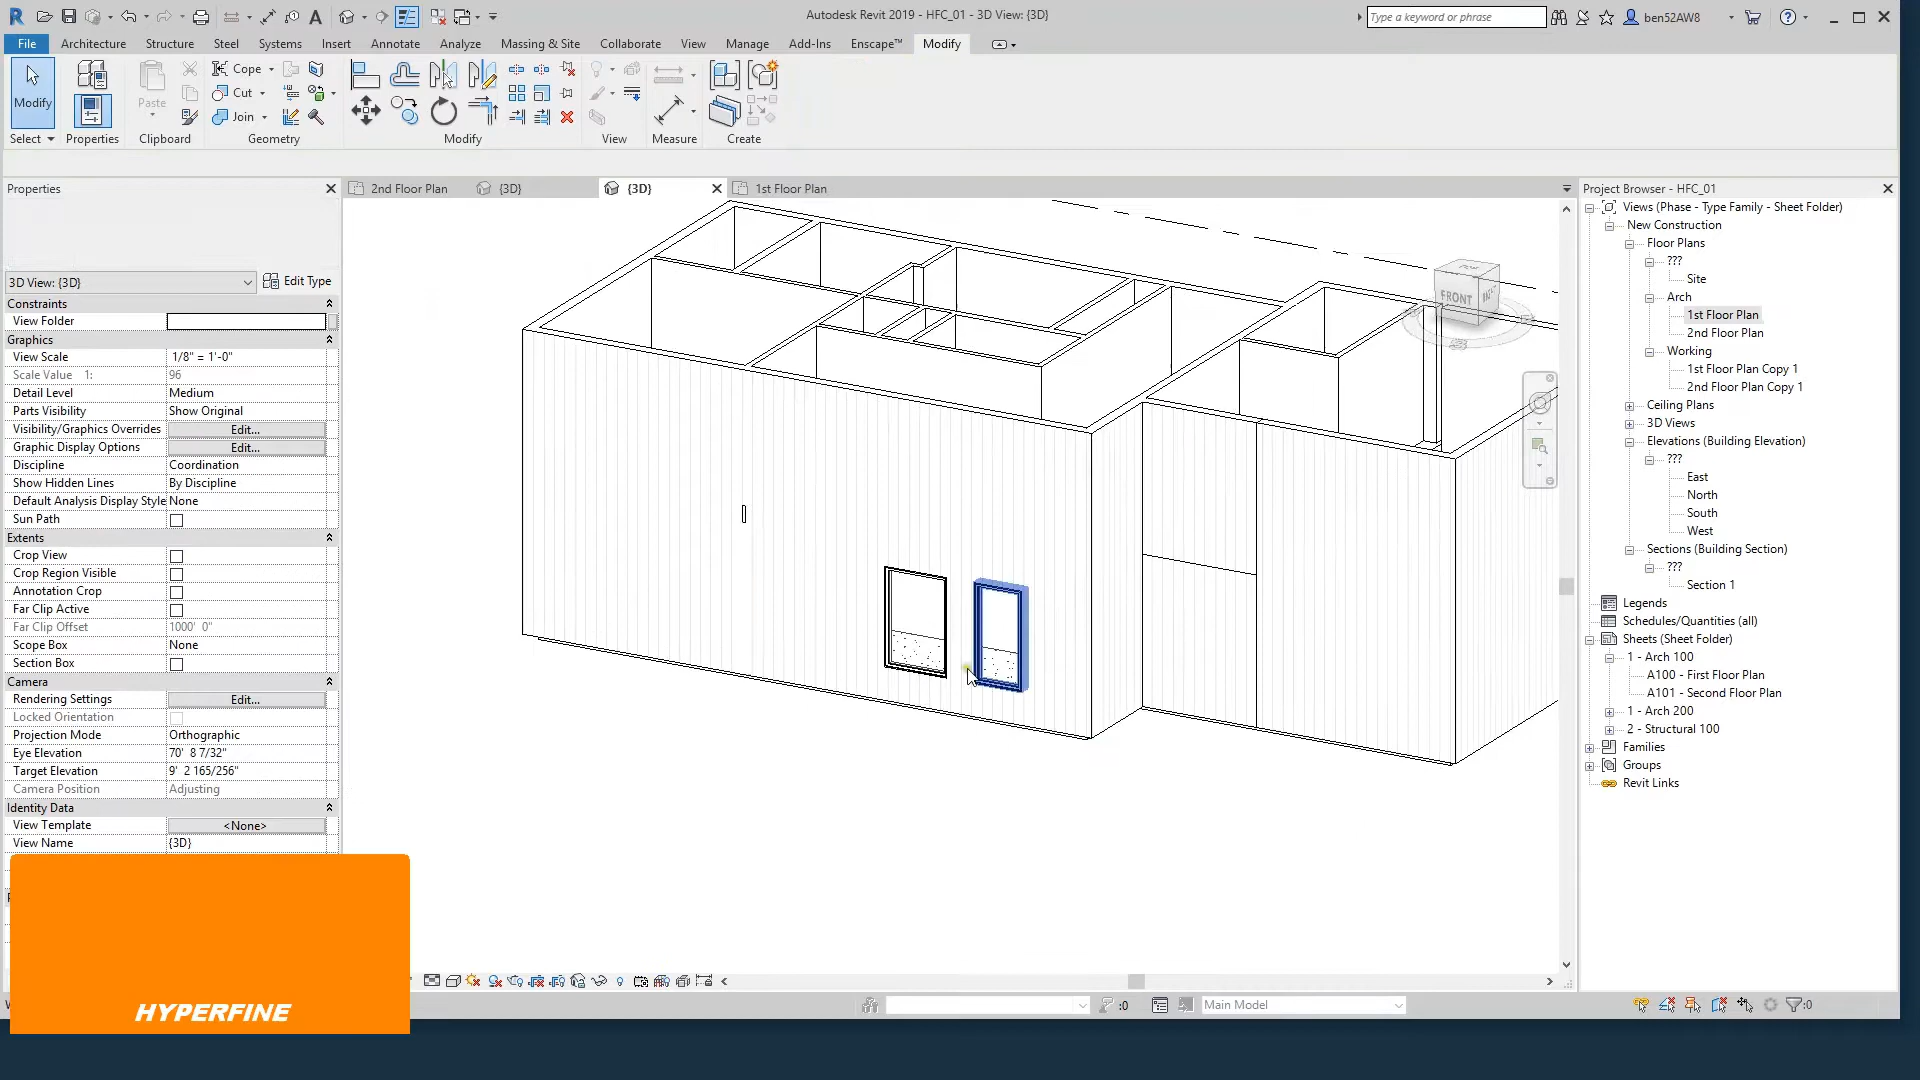 Autodesk Revit 2019 - HFC_01 - 3D View: {3D}
Type a keyword or phrase
ben52AW8
File Architecture Structure Steel Systems Insert Annotate Analyze Massing & Site Collaborate View Manage Add-Ins Enscape™ Modify
Modify
Paste
Cope
Cut
Join
Select Properties Clipboard Geometry Modify View Measure Create
Properties
2nd Floor Plan
{3D}
{3D}
1st Floor Plan
Project Browser - HFC_01
3D View: {3D}
Edit Type
Constraints
View Folder
Graphics
View Scale 1/8" = 1'-0"
Scale Value 1: 96
Detail Level Medium
Parts Visibility Show Original
Visibility/Graphics Overrides Edit...
Graphic Display Options Edit...
Discipline Coordination
Show Hidden Lines By Discipline
Default Analysis Display Style None
Sun Path
Extents
Crop View
Crop Region Visible
Annotation Crop
Far Clip Active
Far Clip Offset 1000' 0"
Scope Box None
Section Box
Camera
Rendering Settings Edit...
Locked Orientation
Projection Mode Orthographic
Eye Elevation 70' 8 7/32"
Target Elevation 9' 2 165/256"
Camera Position Adjusting
Identity Data
View Template <None>
View Name {3D}
HYPERFINE
FRONT
Views (Phase - Type Family - Sheet Folder)
New Construction
Floor Plans
???
Site
Arch
1st Floor Plan
2nd Floor Plan
Working
1st Floor Plan Copy 1
2nd Floor Plan Copy 1
Ceiling Plans
3D Views
Elevations (Building Elevation)
???
East
North
South
West
Sections (Building Section)
???
Section 1
Legends
Schedules/Quantities (all)
Sheets (Sheet Folder)
1 - Arch 100
A100 - First Floor Plan
A101 - Second Floor Plan
1 - Arch 200
2 - Structural 100
Families
Groups
Revit Links
:0
Main Model
:0